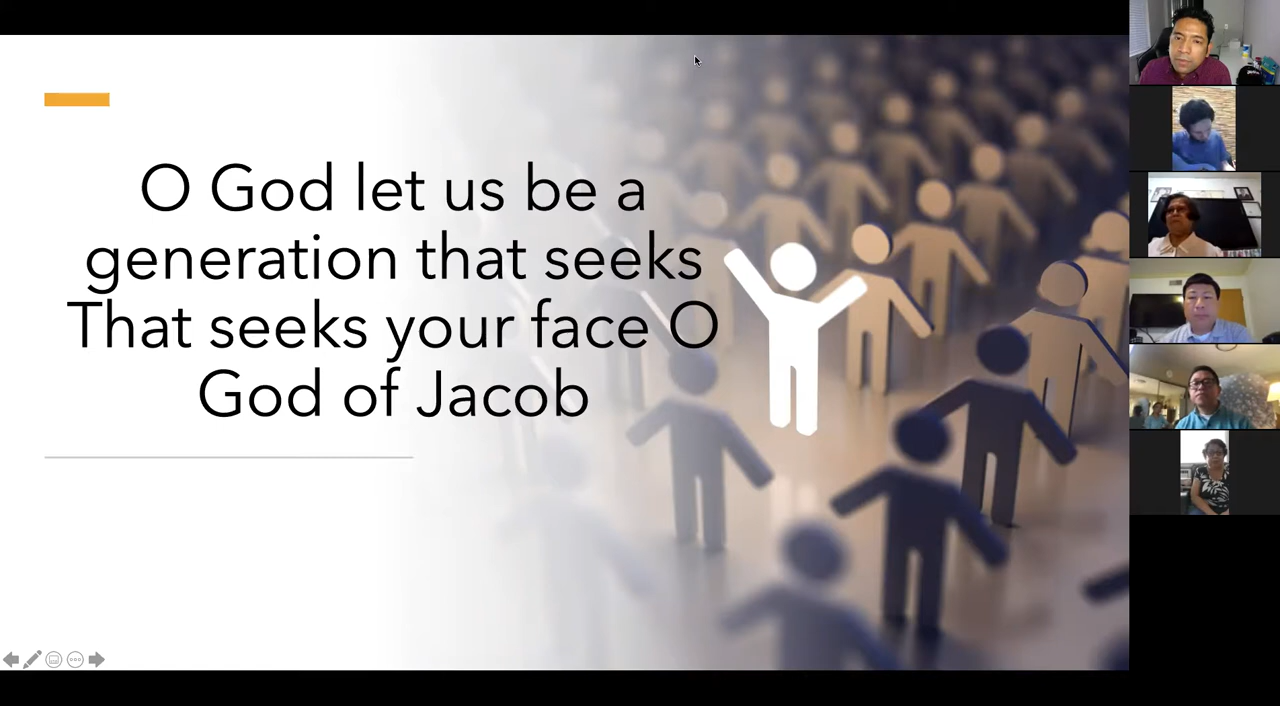 O God let us be a
generation that seeks
That seeks your face O
God of Jacob